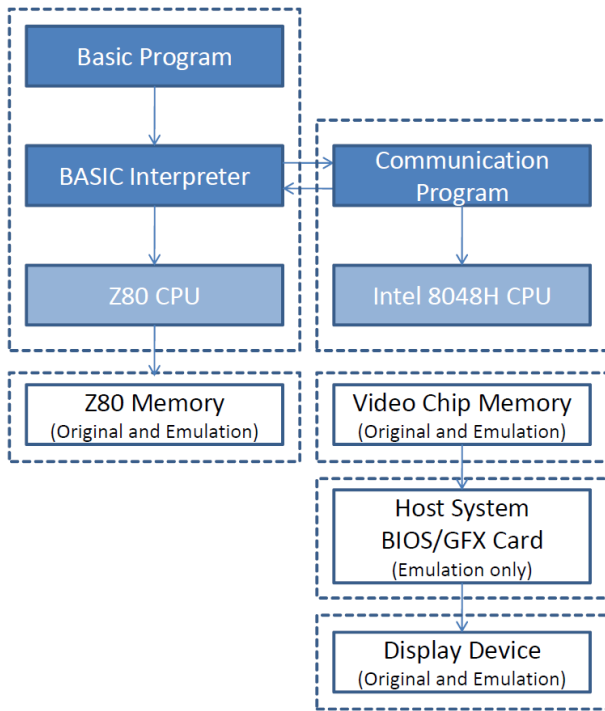 Basic Program
BASIC Interpreter
Communication
Program
Z80 CPU
Intel 8048H CPU
Z80 Memory
(Original and Emulation)
Video Chip Memory
(Original and Emulation)
Host System
BIOS/GFX Card
(Emulation only)
Display Device
(Original and Emulation)